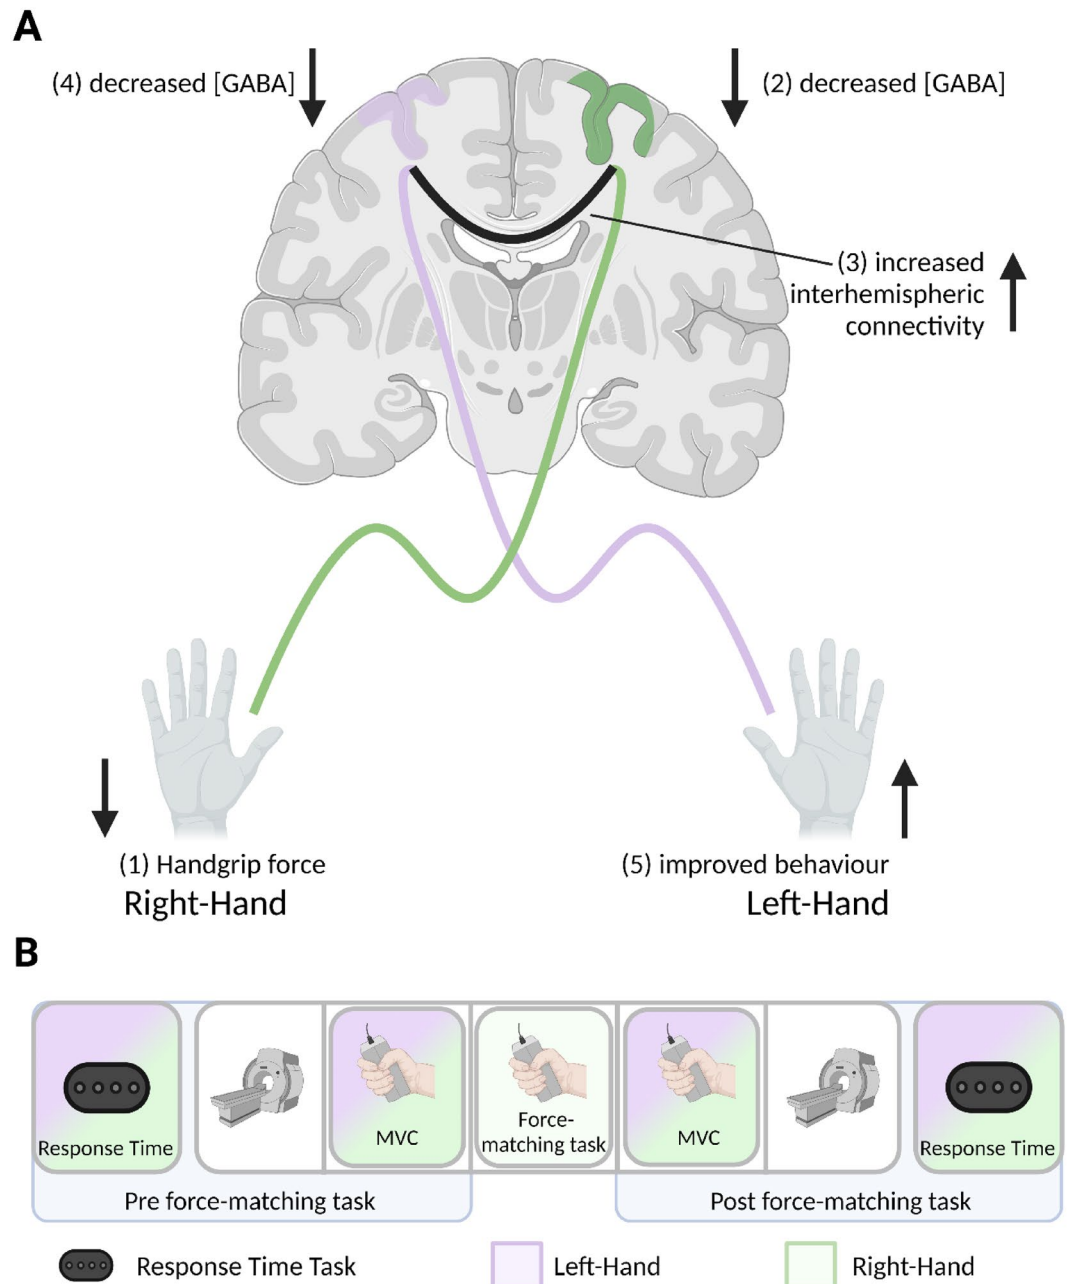 A
(4) decreased [GABA]
(2) decreased [GABA]
(3) increased
interhemispheric
connectivity
(1) Handgrip force
Right-Hand
(5) improved behaviour
Left-Hand
B
Response Time
MVC
Force-
matching task
MVC
Response Time
Pre force-matching task
Post force-matching task
Response Time Task
Left-Hand
Right-Hand